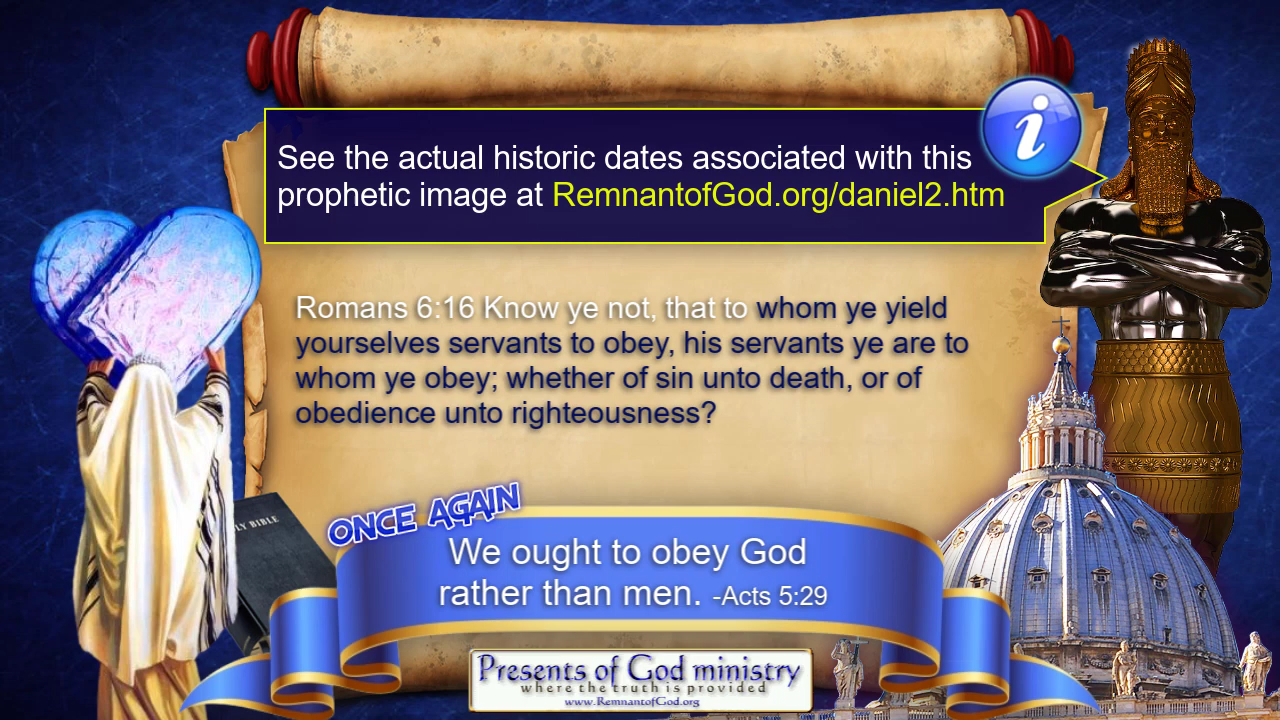 See the actual historic dates associated with this
prophetic image at RemnantofGod.org/daniel2.htm
i
Romans 6:16 Know ye not, that to whom ye yield
yourselves servants to obey, his servants ye are to
whom ye obey; whether of sin unto death, or of
obedience unto righteousness?
LY BIBLE
ONCE AGAIN
We ought to obey God
rather than men. -Acts 5:29
Presents of God ministry
where the truth is provided
www.RemnantofGod.org